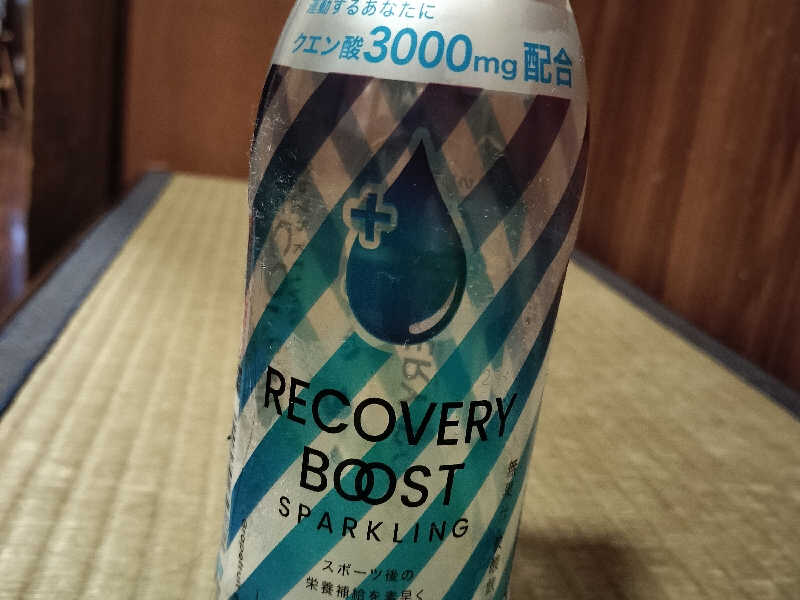 運動するあなたに
クエン酸3000mg配合
RECOVERY
BOOST
SPARKLING
スポーツ後の
栄養補給を素早く